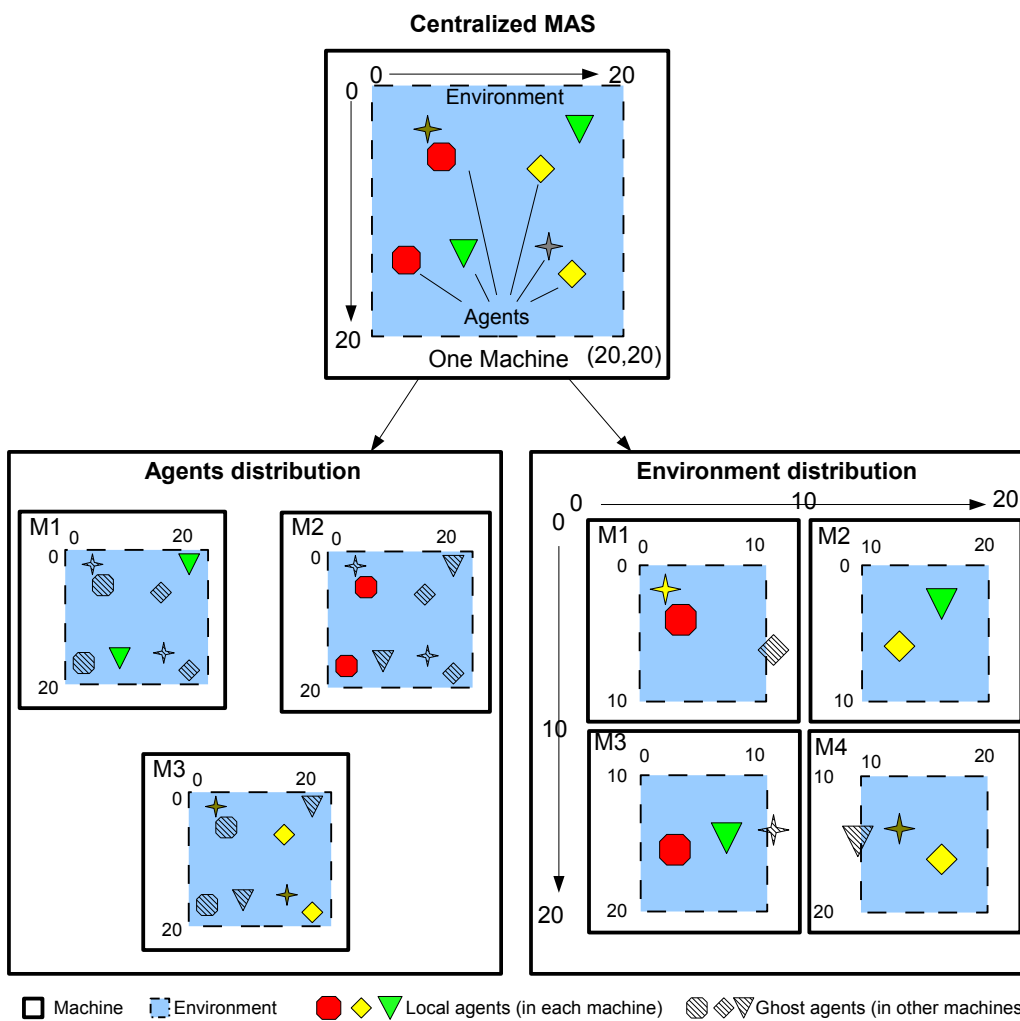 Centralized MAS
0 20
0
Environment
Agents
20
One Machine (20,20)
Agents distribution
M1
0 20
0
20
M2
0 20
0
20
M3
0 20
0
20
Environment distribution
0 10 20
0
10
20
M1
0 10
0
10
M2
10 20
0
10
M3
0 10
10
20
M4
10 20
10
20
Machine
Environment
Local agents (in each machine)
Ghost agents (in other machines